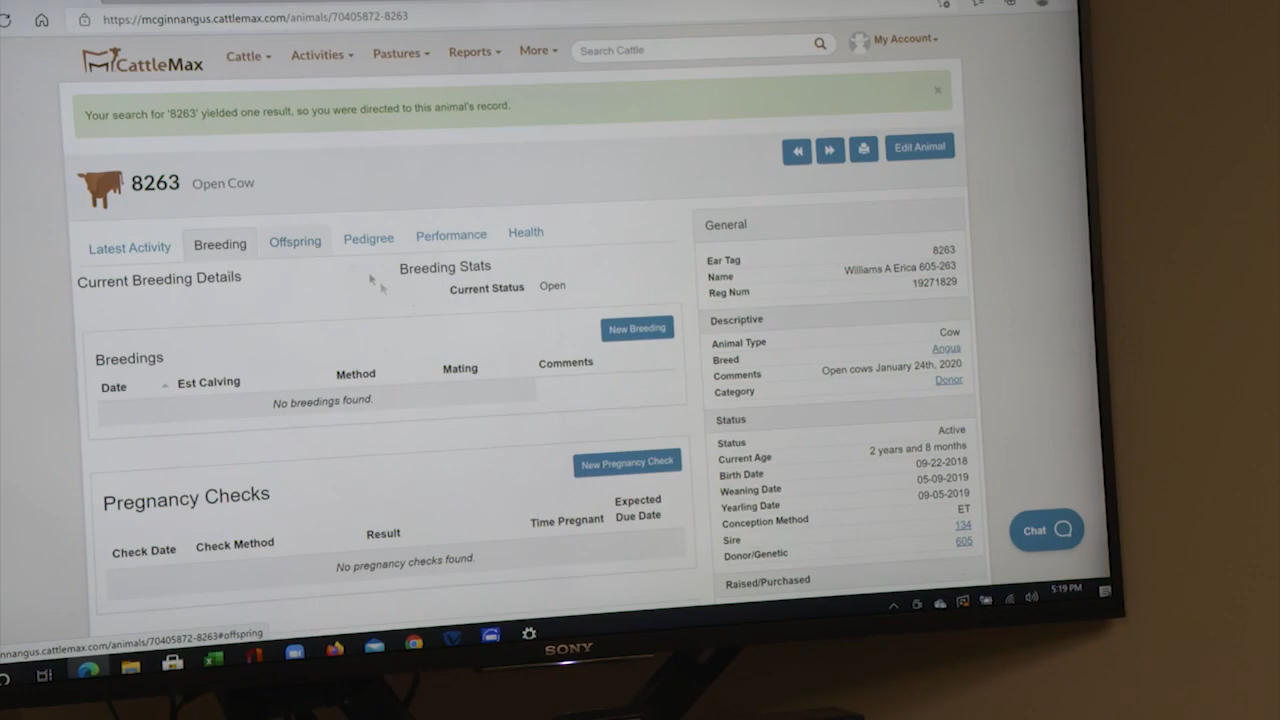 https://mcginnangus.cattlemax.com/animals/70405872-8263
CattleMax
Cattle
Activities
Pastures
Reports
More
Search Cattle
My Account
Your search for '8263' yielded one result, so you were directed to this animal's record.
×
8263 Open Cow
Edit Animal
Latest Activity
Breeding
Offspring
Pedigree
Performance
Health
Current Breeding Details
Breeding Stats
Current Status Open
Breedings
New Breeding
Date Est Calving Method Mating Comments
No breedings found.
Pregnancy Checks
New Pregnancy Check
Check Date Check Method Result Time Pregnant Expected Due Date
No pregnancy checks found.
General
Ear Tag 8263
Name Williams A Erica 605-263
Reg Num 19271829
Descriptive
Animal Type Cow
Breed Angus
Comments Open cows January 24th, 2020
Category Donor
Status
Status Active
Current Age 2 years and 8 months
Birth Date 09-22-2018
Weaning Date 05-09-2019
Yearling Date 09-05-2019
Conception Method ET
Sire 134
Donor/Genetic 605
Raised/Purchased
Chat
nnangus.cattlemax.com/animals/70405872-8263#offspring
5:19 PM
SONY